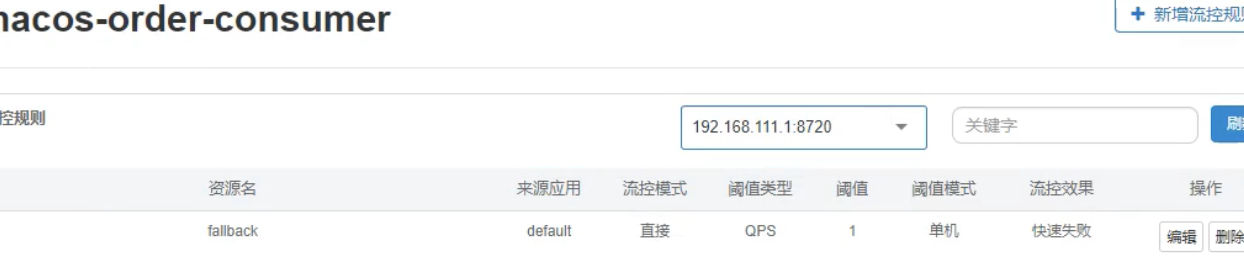 nacos-order-consumer
+ 新增流控规则
控规则
192.168.111.1:8720
关键字
刷新
资源名 来源应用 流控模式 阈值类型 阈值 阈值模式 流控效果 操作
fallback default 直接 QPS 1 单机 快速失败 编辑 删除